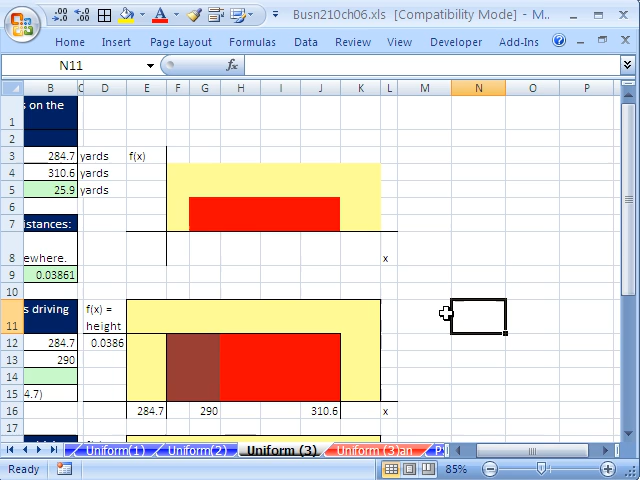 Busn210ch06.xls [Compatibility Mode] - M...
Home Insert Page Layout Formulas Data Review View Developer Add-Ins
N11 fx
B C D E F G H I J K L M N O P
1 s on the
2
3 284.7 yards f(x)
4 310.6 yards
5 25.9 yards
6
7 istances:
8 ewhere. x
9 0.03861
10
11 s driving f(x) = height
12 284.7 0.0386
13 290
14
15 4.7)
16 284.7 290 310.6 x
17
Uniform(1) Uniform(2) Uniform (3) Uniform (3)an
Ready 85%